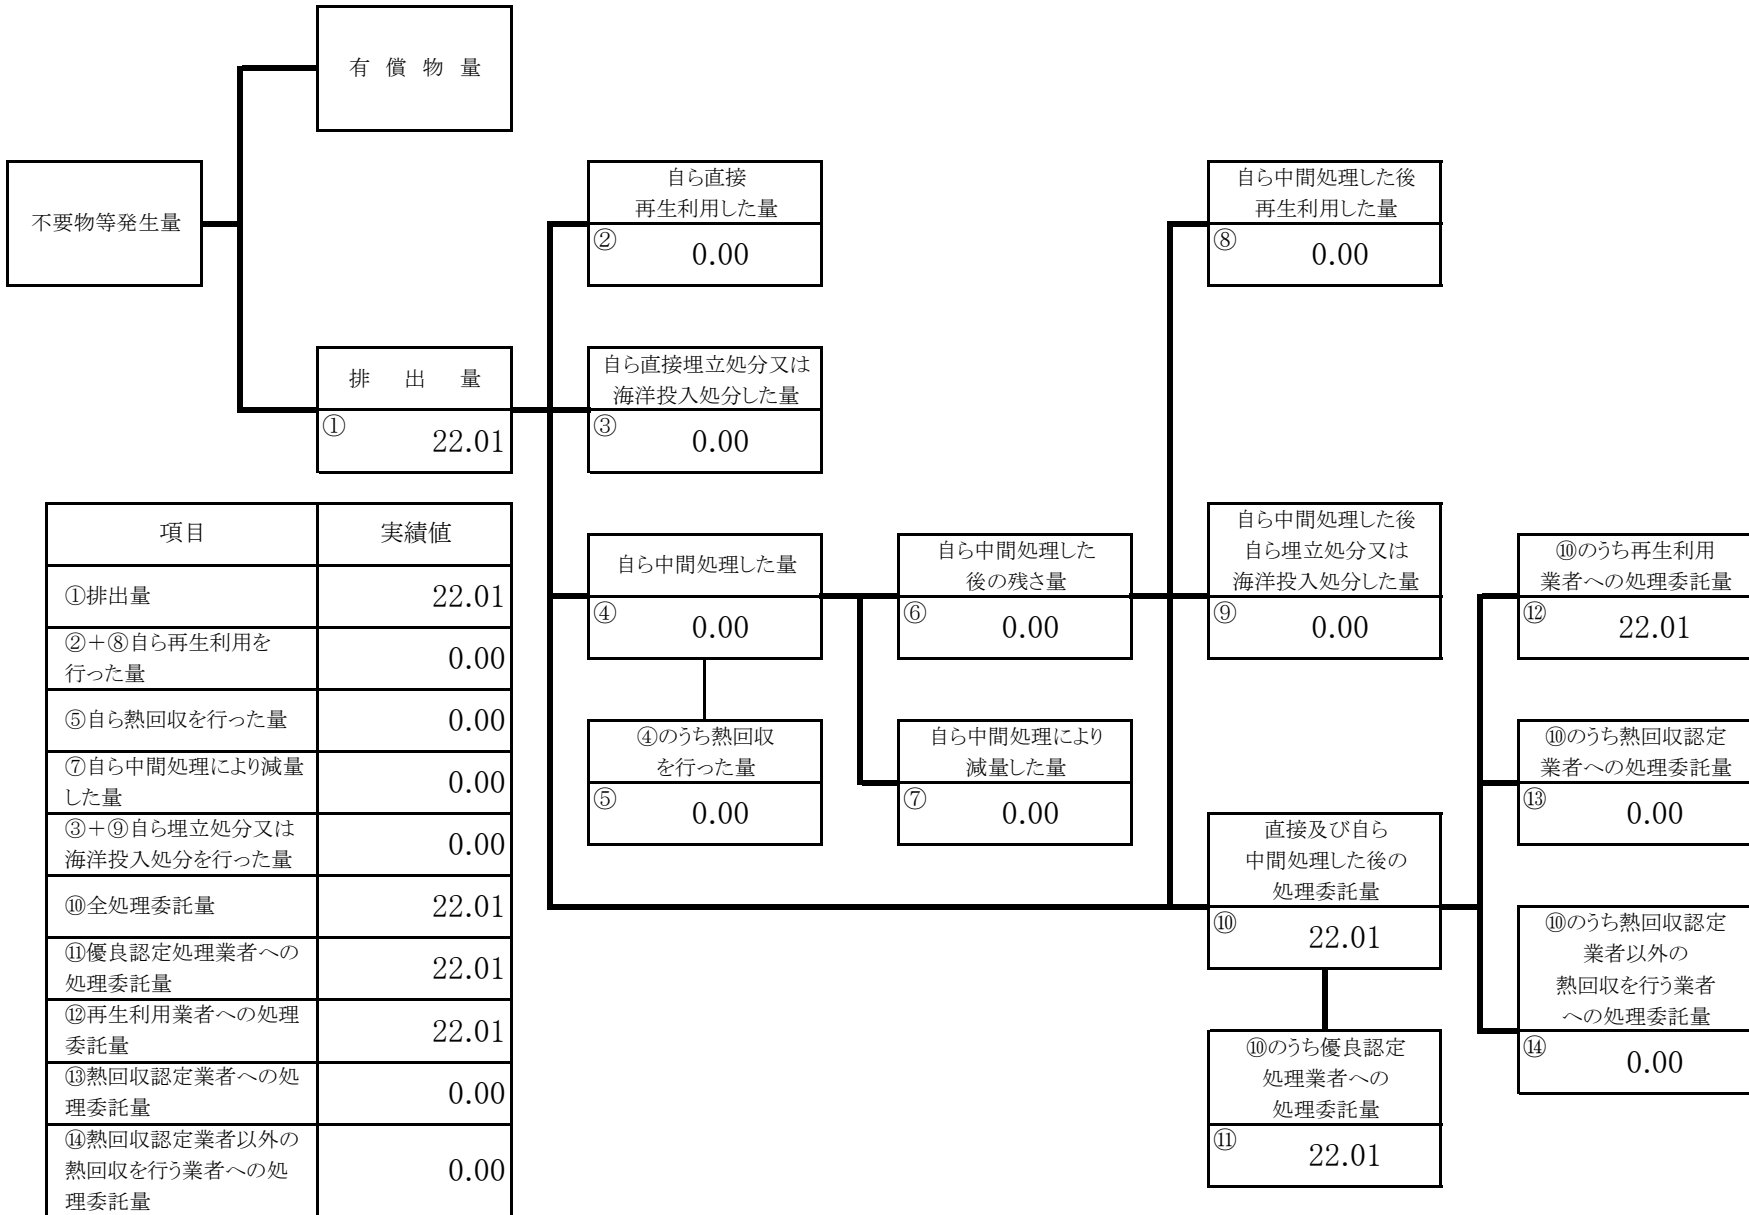 有 償 物 量
不要物等発生量
排 出 量
① 22.01
自ら直接
再生利用した量
② 0.00
自ら直接埋立処分又は
海洋投入処分した量
③ 0.00
自ら中間処理した量
④ 0.00
④のうち熱回収
を行った量
⑤ 0.00
自ら中間処理した
後の残さ量
⑥ 0.00
自ら中間処理により
減量した量
⑦ 0.00
自ら中間処理した後
再生利用した量
⑧ 0.00
自ら中間処理した後
自ら埋立処分又は
海洋投入処分した量
⑨ 0.00
直接及び自ら
中間処理した後の
処理委託量
⑩ 22.01
⑩のうち優良認定
処理業者への
処理委託量
⑪ 22.01
⑩のうち再生利用
業者への処理委託量
⑫ 22.01
⑩のうち熱回収認定
業者への処理委託量
⑬ 0.00
⑩のうち熱回収認定
業者以外の
熱回収を行う業者
への処理委託量
⑭ 0.00
項目 実績値
①排出量 22.01
②+⑧自ら再生利用を
行った量 0.00
⑤自ら熱回収を行った量 0.00
⑦自ら中間処理により減量
した量 0.00
③+⑨自ら埋立処分又は
海洋投入処分を行った量 0.00
⑩全処理委託量 22.01
⑪優良認定処理業者への
処理委託量 22.01
⑫再生利用業者への処理
委託量 22.01
⑬熱回収認定業者への処
理委託量 0.00
⑭熱回収認定業者以外の
熱回収を行う業者への処
理委託量 0.00